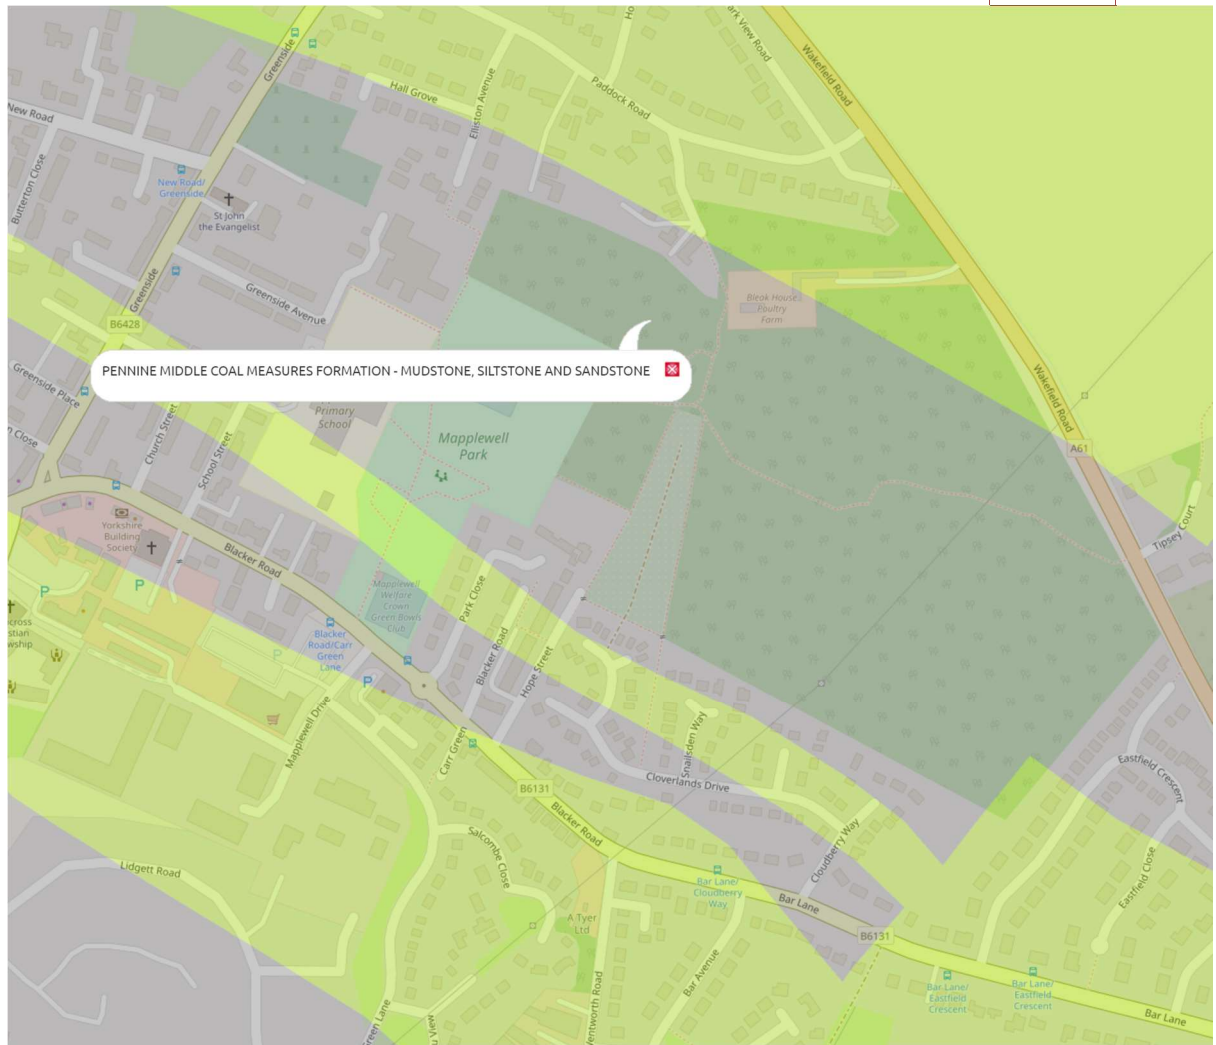 Greenside
Wakefield Road
Paddock Road
Hall Grove
Elliston Avenue
New Road
Butterton Close
New Road/
Greenside
St John
the Evangelist
Greenside
Greenside Avenue
B6428
Bleak House
Poultry
Farm
PENNINE MIDDLE COAL MEASURES FORMATION - MUDSTONE, SILTSTONE AND SANDSTONE
Greenside Place
Church Street
School Street
Primary
School
Mapplewell
Park
Wakefield Road
A61
Tipsey Court
Yorkshire
Building
Society
Blacker Road
P
P
Mapplewell
Welfare
Crown
Green Bowls
Club
Park Close
Blacker Road
Hope Street
Blacker
Road/Carr
Green
Lane
P
P
Mapplewell Drive
Carr Green
Snailsden Way
Cloverlands Drive
Eastfield Crescent
B6131
Blacker Road
Salcombe Close
Cloudberry Way
Lidgett Road
Bar Lane/
Cloudberry
Way
Bar Lane
Eastfield Close
A Tyer
Ltd
B6131
Bar Avenue
Bar Lane/
Eastfield
Crescent
Bar Lane/
Eastfield
Crescent
Bar Lane